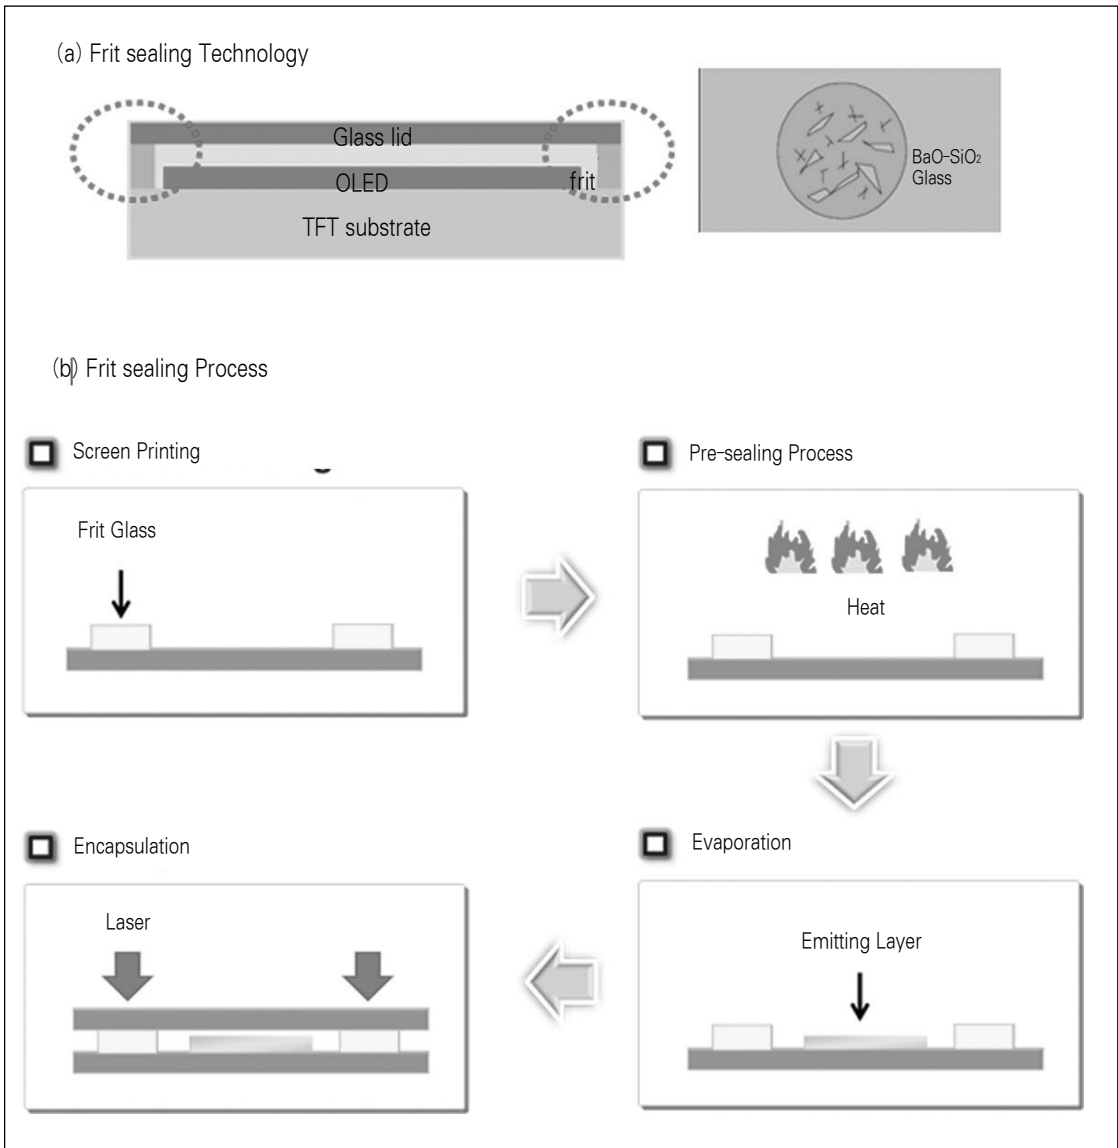 (a) Frit sealing Technology
Glass lid
OLED
frit
TFT substrate
BaO-SiO₂
Glass
(b) Frit sealing Process
Screen Printing
Pre-sealing Process
Frit Glass
Heat
Encapsulation
Evaporation
Laser
Emitting Layer